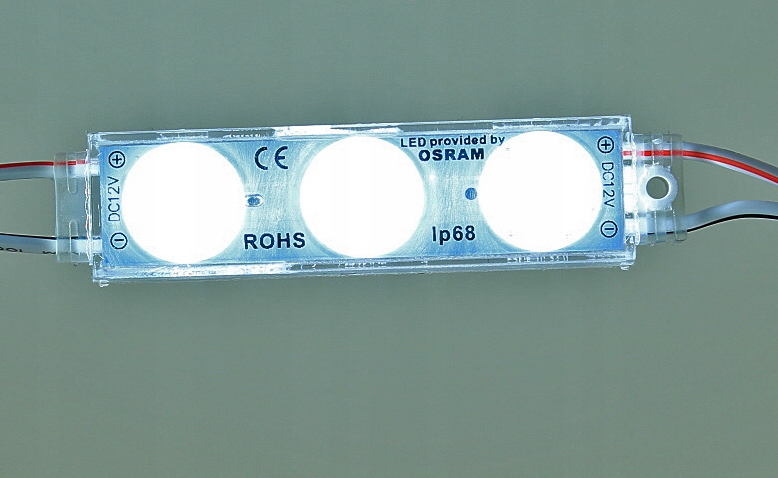 ⊕
DC12V
⊖
CE
ROHS
LED provided by
OSRAM
Ip68
⊕
DC12V
⊖